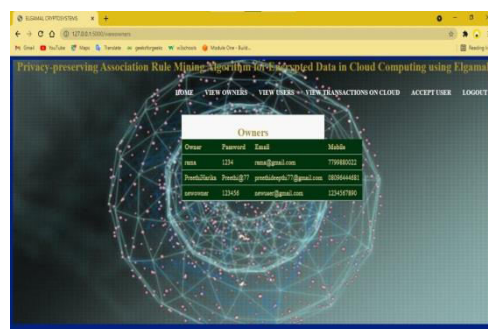 ELGAMAL CRYPTOSYSTEMS
127.0.0.1:5000/viewowners
Gmail YouTube Maps Translate geeksforgeeks w3schools Module One - Build...
Privacy-preserving Association Rule Mining Algorithm for Encrypted Data in Cloud Computing using Elgamal
HOME VIEW OWNERS VIEW USERS VIEW TRANSACTIONS ON CLOUD ACCEPT USER LOGOUT
Owners
Owner Password Email Mobile
rama 1234 rama@gmail.com 7799880022
PreethiHarika Preethi@77 preethideepthi77@gmail.com 08096444681
newowner 123456 newuser@gmail.com 1234567890